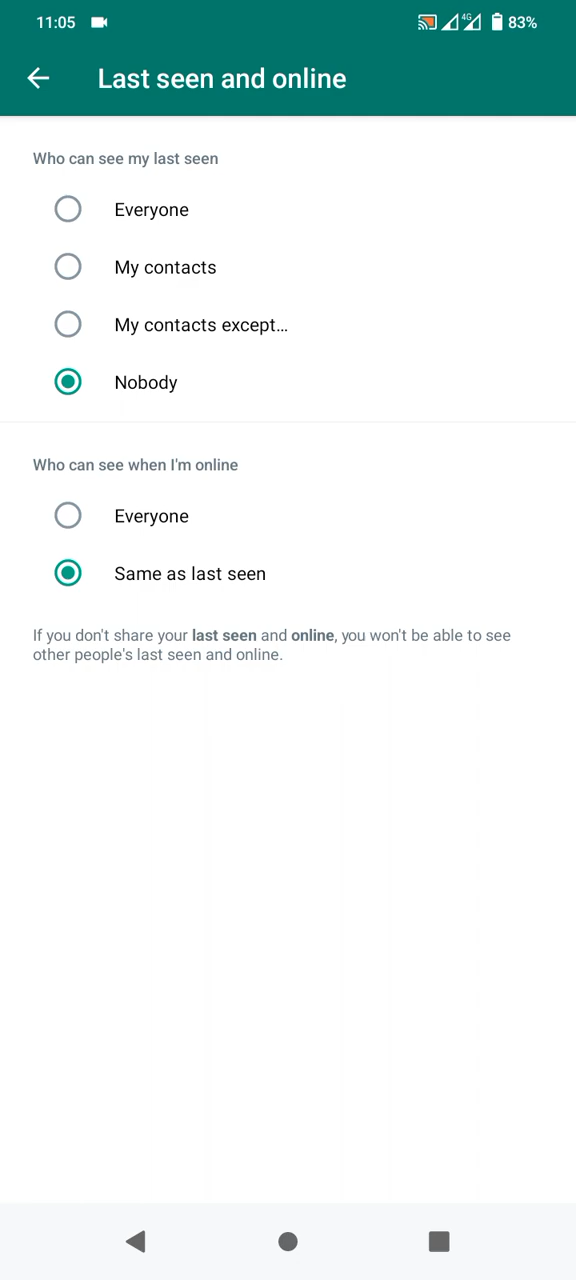 11:05 4G 83%
Last seen and online
Who can see my last seen
Everyone
My contacts
My contacts except...
Nobody
Who can see when I'm online
Everyone
Same as last seen
If you don't share your last seen and online, you won't be able to see
other people's last seen and online.